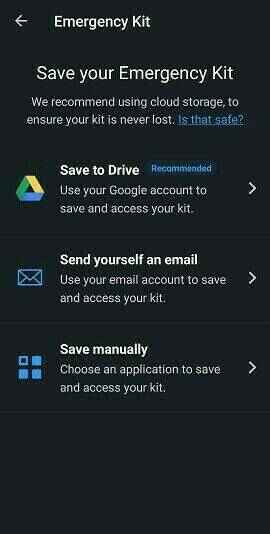 Emergency Kit
Save your Emergency Kit
We recommend using cloud storage, to
ensure your kit is never lost. Is that safe?
Save to Drive Recommended
Use your Google account to
save and access your kit.
Send yourself an email
Use your email account to save
and access your kit.
Save manually
Choose an application to save
and access your kit.